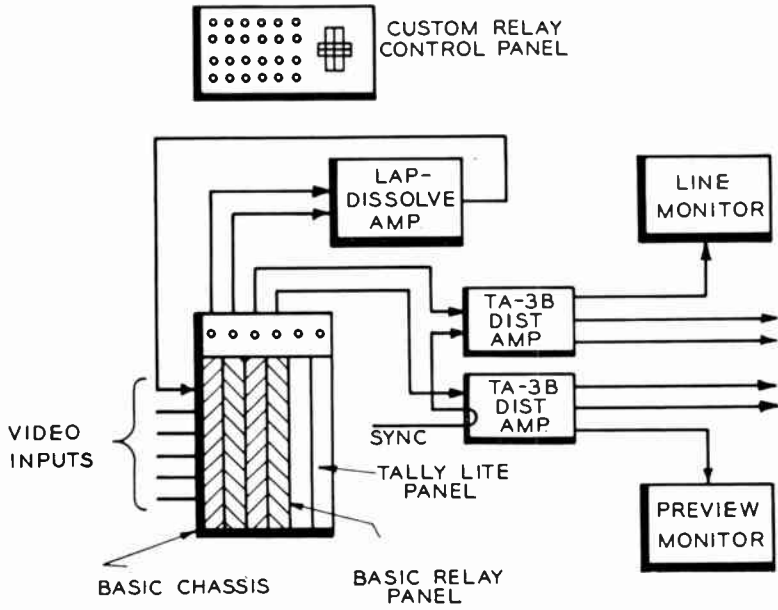 CUSTOM RELAY
CONTROL PANEL
LAP-
DISSOLVE
AMP
LINE
MONITOR
TA-3B
DIST
AMP
TA-3B
DIST
AMP
SYNC
VIDEO
INPUTS
TALLY LITE
PANEL
PREVIEW
MONITOR
BASIC CHASSIS
BASIC RELAY
PANEL